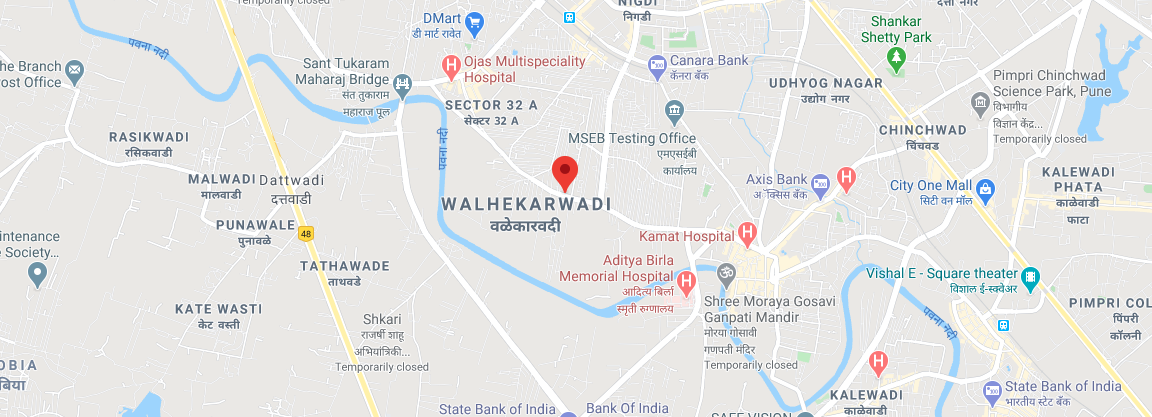 Temporarily closed
NIGDI
निगडी
दत्ता नगर
DMart
डी मार्ट रावेत
Shankar
Shetty Park
पवना नदी
he Branch
ost Office
Sant Tukaram
Maharaj Bridge
संत तुकाराम
महाराज पूल
Ojas Multispeciality
Hospital
Canara Bank
कॅनरा बँक
UDHYOG NAGAR
उद्योग नगर
Pimpri Chinchwad
Science Park, Pune
विभागीय
विज्ञान केंद्र...
Temporarily closed
SECTOR 32 A
सेक्टर 32 A
RASIKWADI
रसिकवाडी
पवना नदी
MSEB Testing Office
एमएसईबी
कार्यालय
CHINCHWAD
चिंचवड
MALWADI
मालवाडी
Dattwadi
दत्तवाडी
Axis Bank
अ‍ॅक्सिस बँक
City One Mall
सिटी वन मॉल
KALEWADI
PHATA
काळेवाडी
फाटा
WALHEKARWADI
वळेकारवदी
PUNAWALE
पुनावळे
48
intenance
e Society...
Kamat Hospital
TATHAWADE
ताथवडे
Aditya Birla
Memorial Hospital
आदित्य बिर्ला
स्मृती रुग्णालय
Vishal E - Square theater
विशाल ई-स्क्वेअर
KATE WASTI
केट वस्ती
Shkari
राजर्षी शाहू
अभियांत्रिकी...
Temporarily closed
Shree Moraya Gosavi
Ganpati Mandir
मोरया गोसावी
गणपती मंदिर
Temporarily closed
पवना नदी
PIMPRI COL
पिंपरी
कॉलनी
OBIA
बिया
KALEWADI
काळेवाडी
State Bank of India
भारतीय स्टेट बँक
State Bank of India
Bank Of India
SAFE VISION